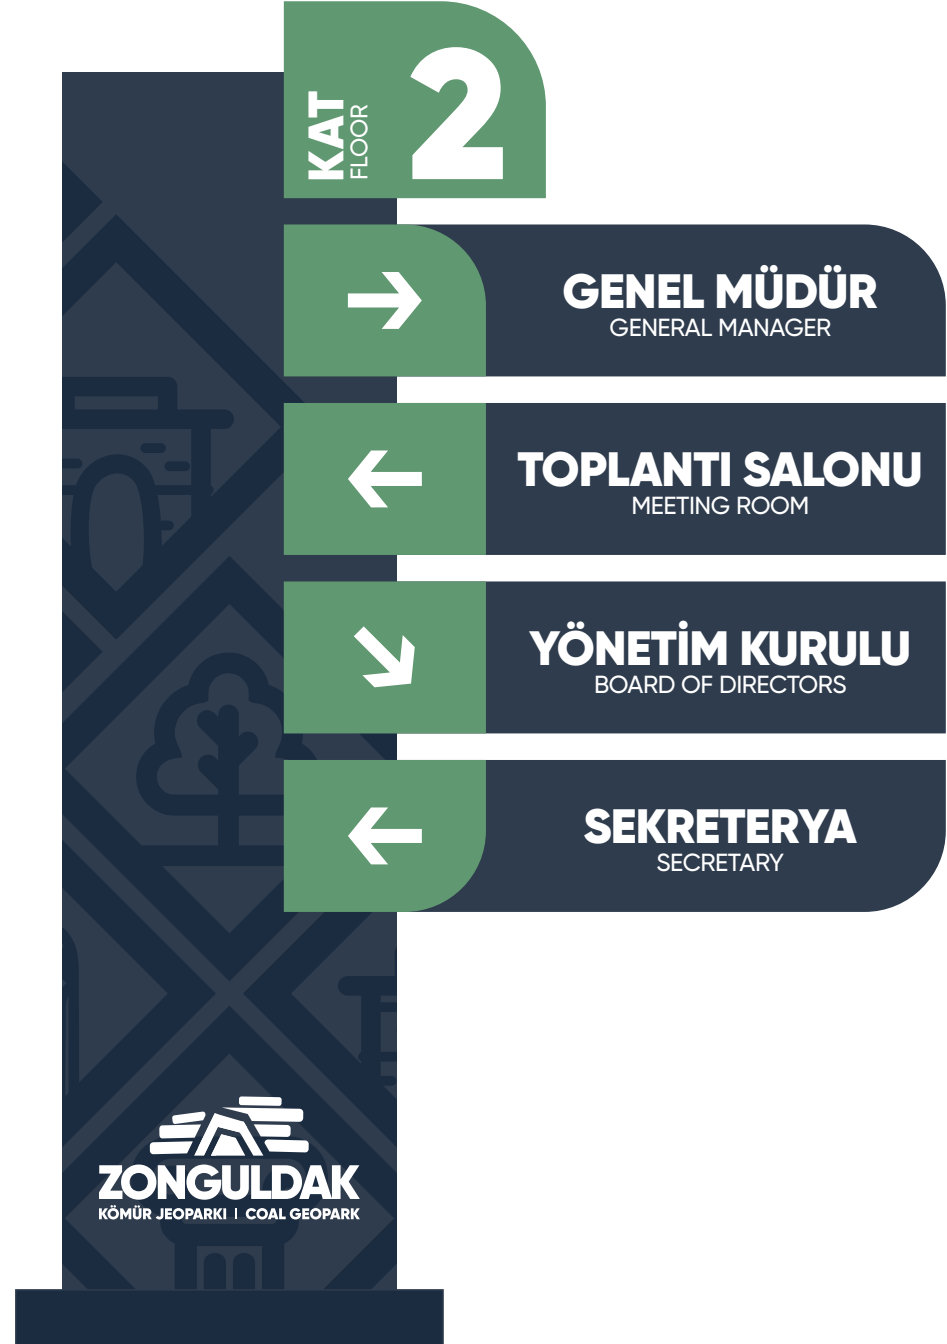 KAT
FLOOR
2
GENEL MÜDÜR
GENERAL MANAGER
TOPLANTI SALONU
MEETING ROOM
YÖNETİM KURULU
BOARD OF DIRECTORS
SEKRETERYA
SECRETARY
ZONGULDAK
KÖMÜR JEOPARKI | COAL GEOPARK